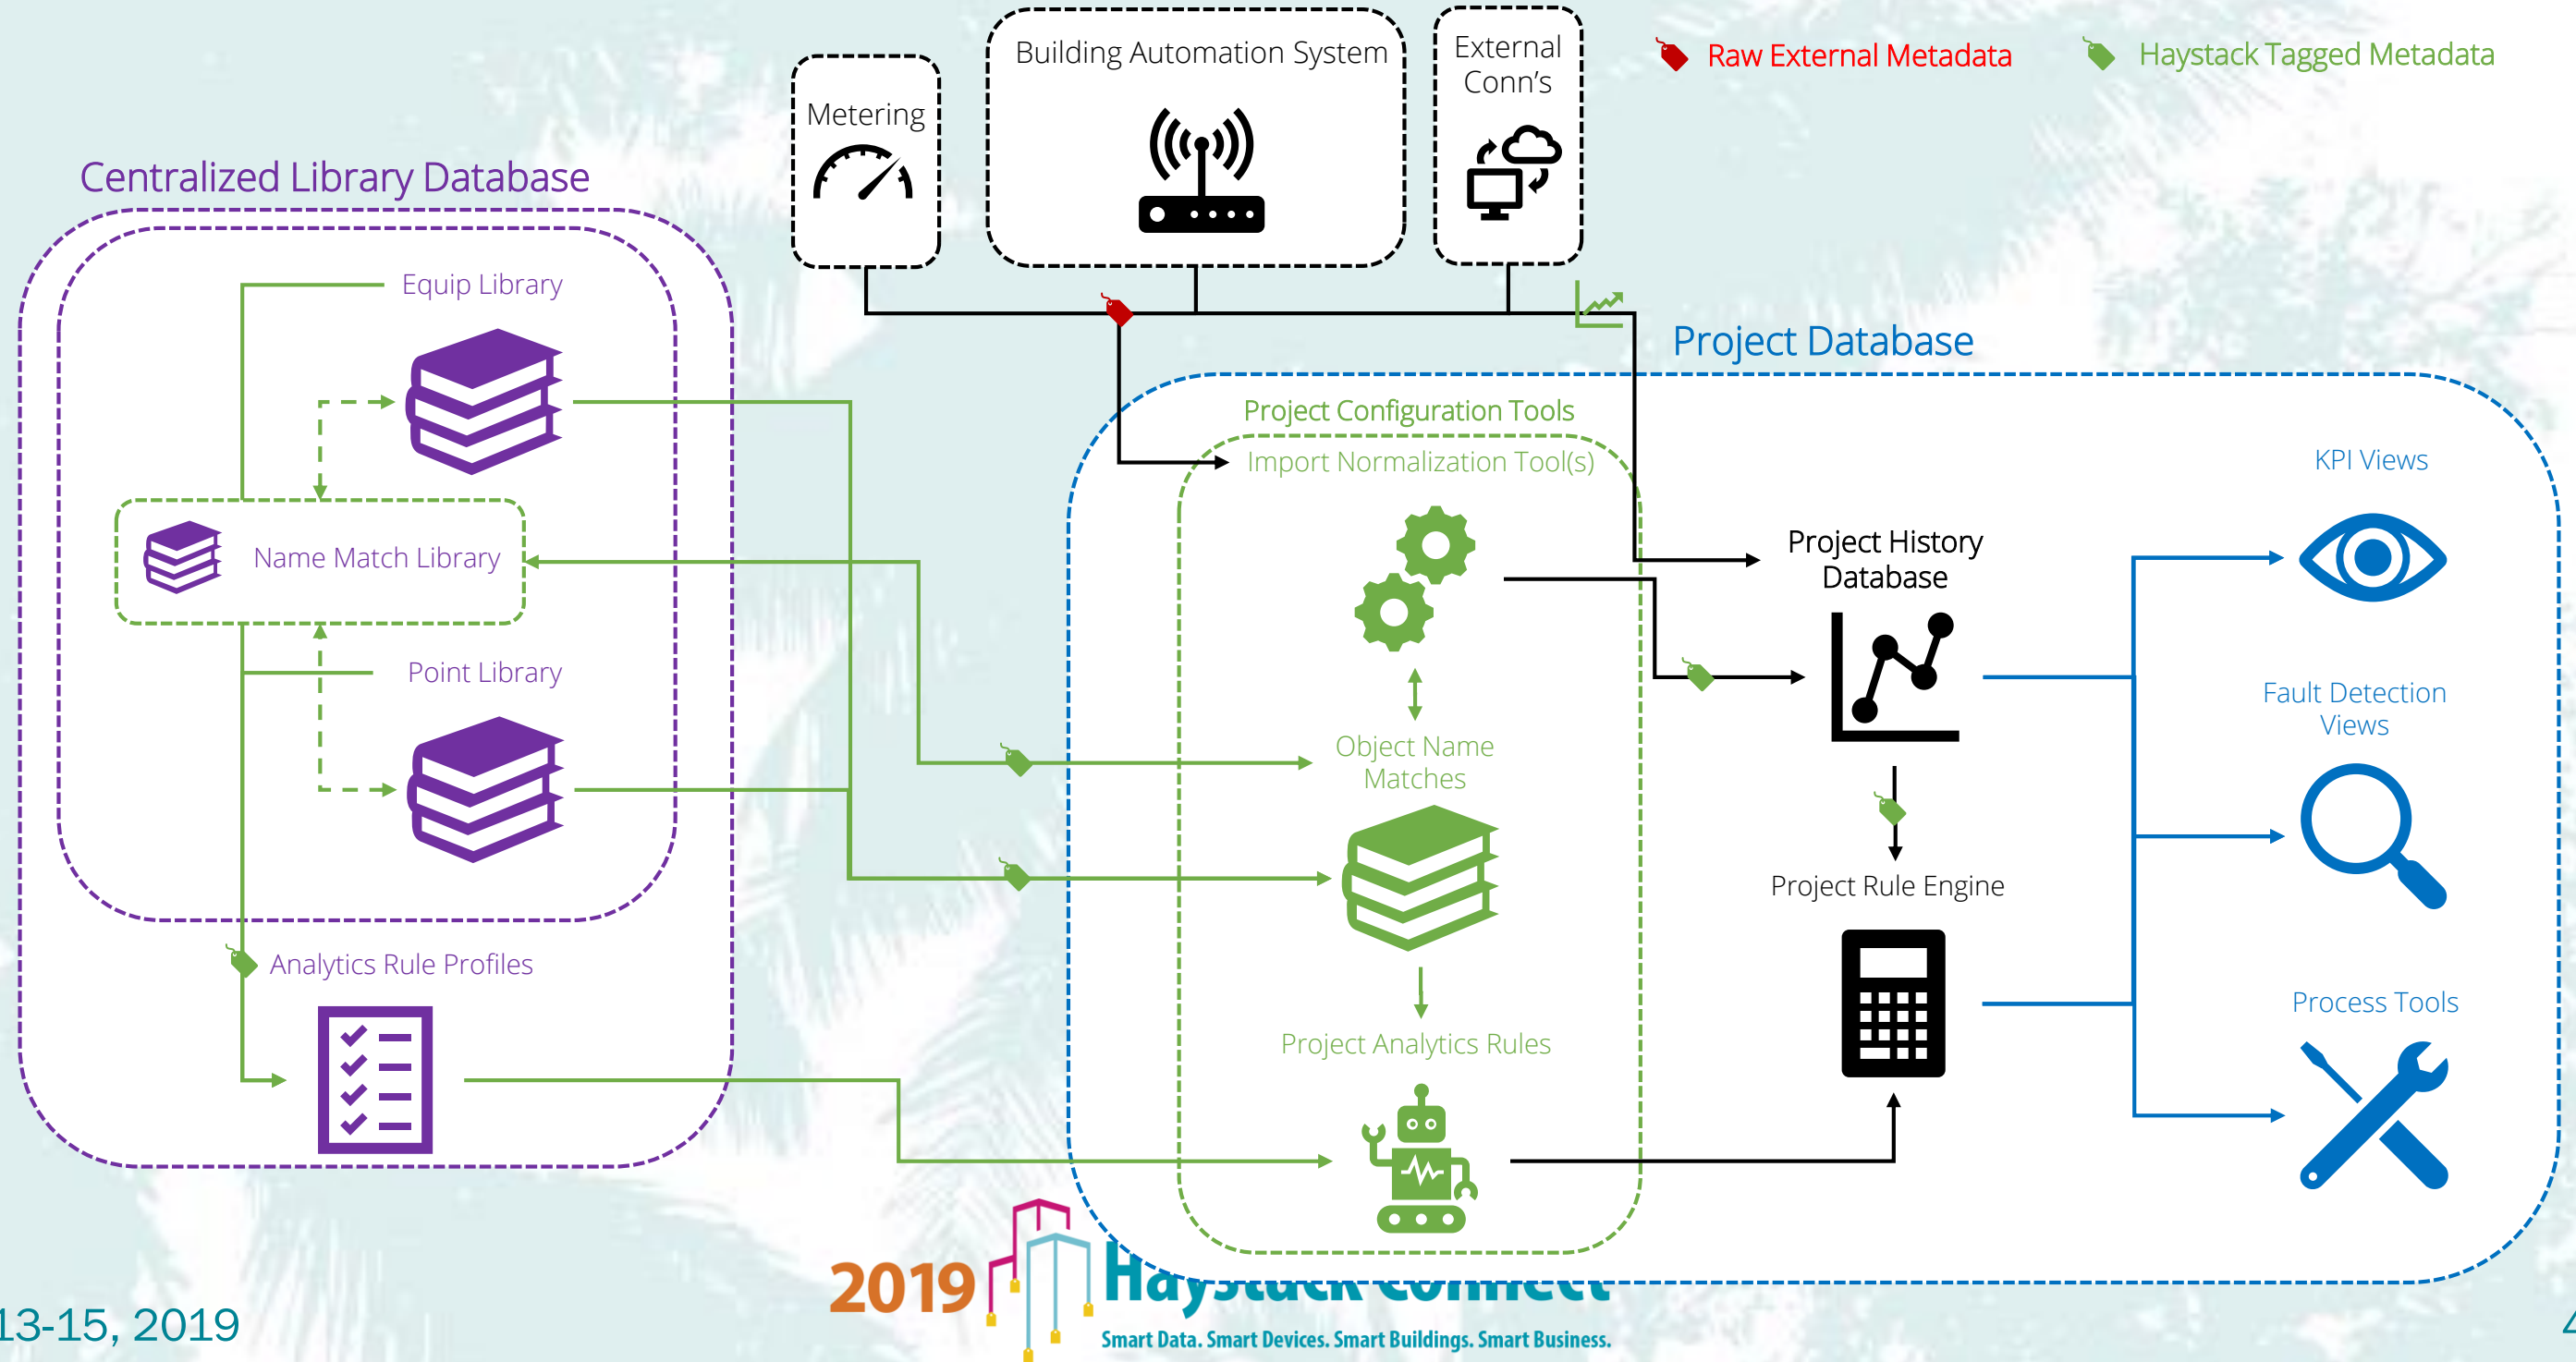 Building Automation System
External
Conn's
Raw External Metadata
Haystack Tagged Metadata
Metering
Centralized Library Database
Equip Library
Name Match Library
Point Library
Analytics Rule Profiles
Project Database
Project Configuration Tools
Import Normalization Tool(s)
Object Name
Matches
Project Analytics Rules
Project History
Database
Project Rule Engine
KPI Views
Fault Detection
Views
Process Tools
2019
Haystack Connect
Smart Data. Smart Devices. Smart Buildings. Smart Business.
13-15, 2019
4